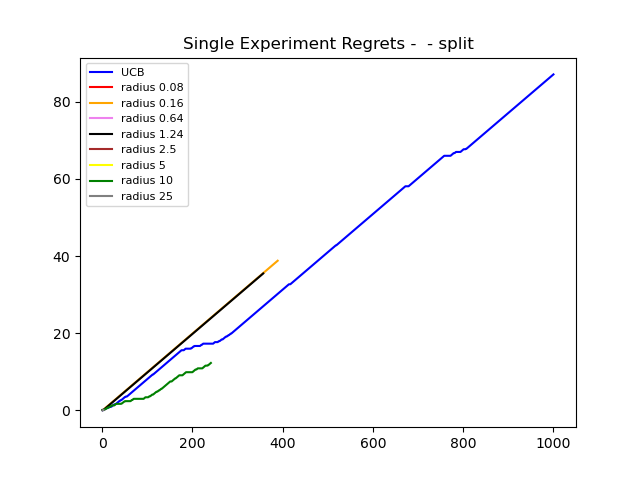 Single Experiment Regrets -  - split
UCB
radius 0.08
radius 0.16
radius 0.64
radius 1.24
radius 2.5
radius 5
radius 10
radius 25
80
60
40
20
0
0 200 400 600 800 1000